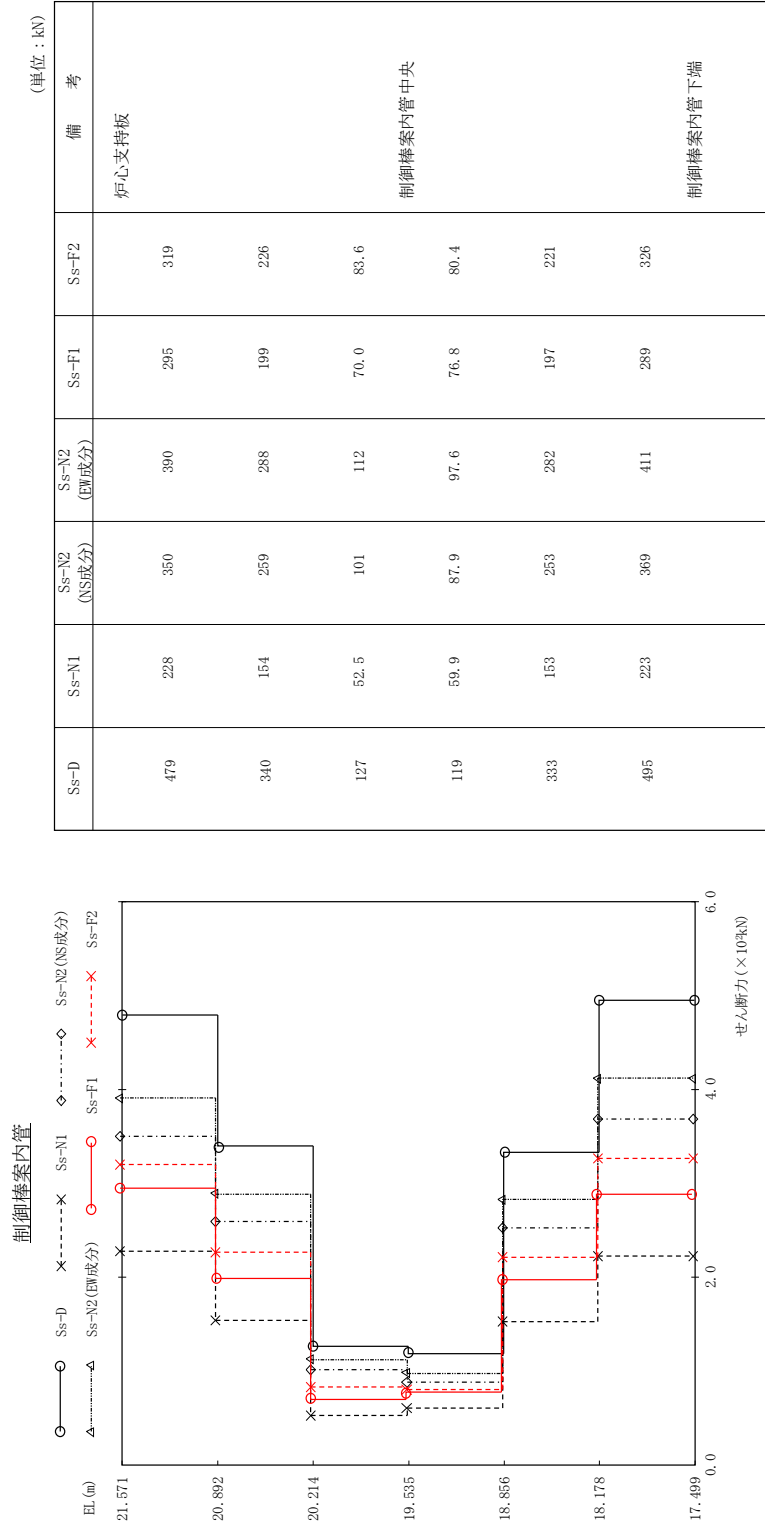 制御棒案内管
Ss-D
Ss-N1
Ss-N2(NS成分)
Ss-N2(EW成分)
Ss-F1
Ss-F2
EL(m)
21.571
20.892
20.214
19.535
18.856
18.178
17.499
0.0
2.0
4.0
6.0
せん断力(×10²kN)
(単位：kN)
Ss-D Ss-N1 Ss-N2 (NS成分) Ss-N2 (EW成分) Ss-F1 Ss-F2 備 考
炉心支持板
479 228 350 390 295 319
340 154 259 288 199 226
127 52.5 101 112 70.0 83.6
制御棒案内管中央
119 59.9 87.9 97.6 76.8 80.4
333 153 253 282 197 221
495 223 369 411 289 326
制御棒案内管下端